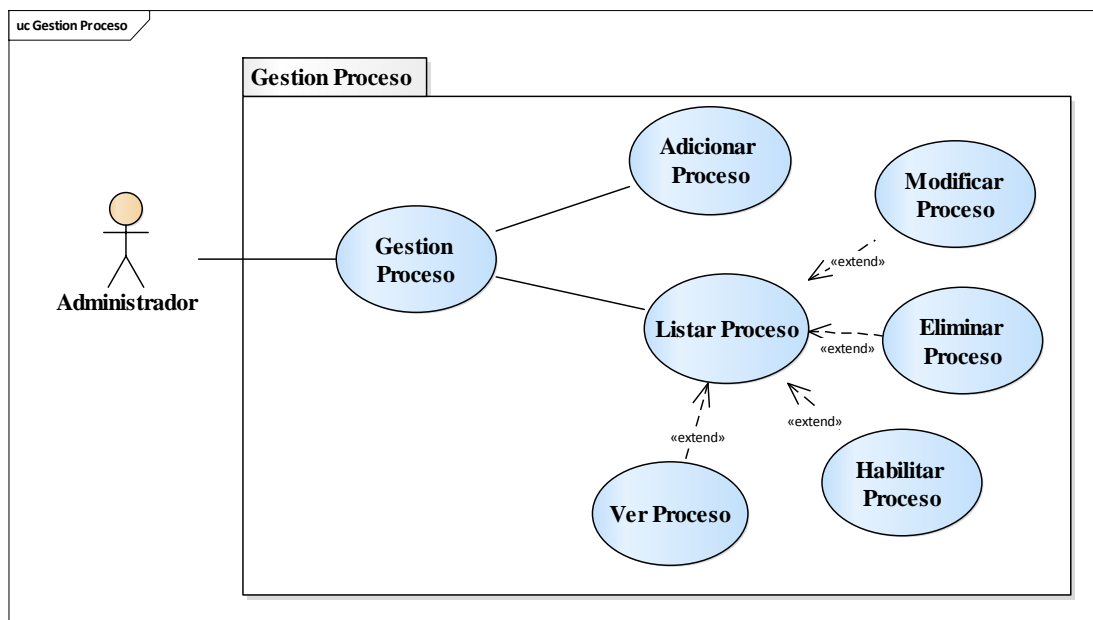 uc Gestion Proceso
Gestion Proceso
Administrador
Gestion
Proceso
Adicionar
Proceso
Listar Proceso
Modificar
Proceso
«extend»
Eliminar
Proceso
«extend»
Habilitar
Proceso
«extend»
Ver Proceso
«extend»